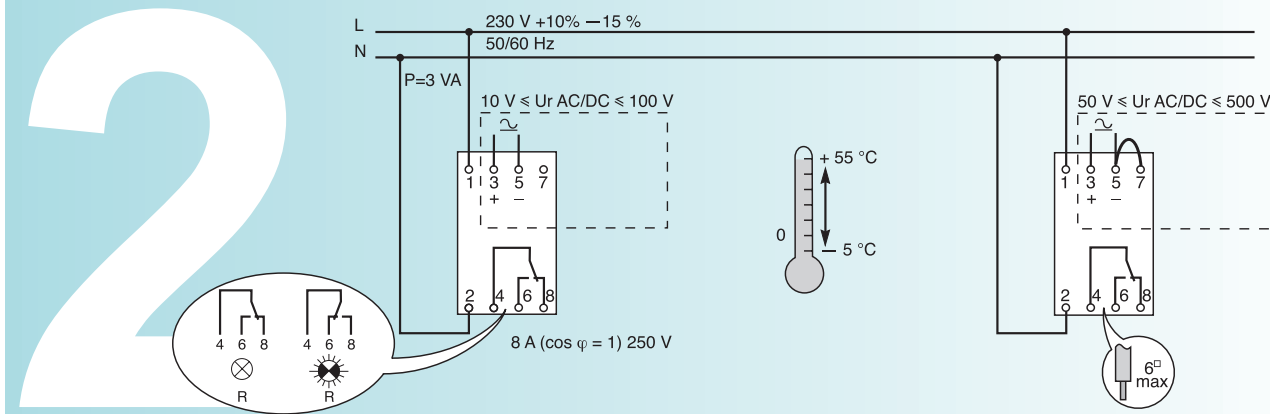 2
L 230 V +10% −15 %
N 50/60 Hz
P=3 VA
10 V ⩽ Ur AC/DC ⩽ 100 V
1 3 5 7
+ −
2 4 6 8
8 A (cos φ = 1) 250 V
4 6 8 4 6 8
R R
+ 55 °C
0
− 5 °C
50 V ⩽ Ur AC/DC ⩽ 500 V
1 3 5 7
+ −
2 4 6 8
6□
max